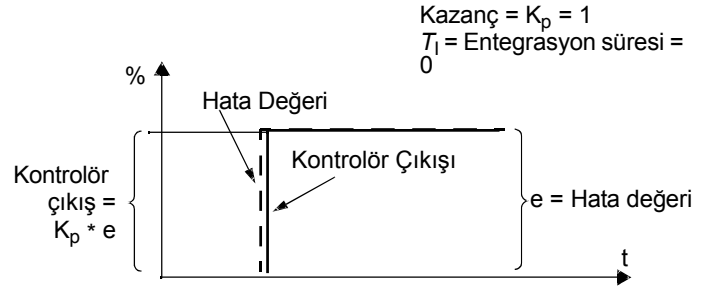 Kazanç = Kp = 1
TI = Entegrasyon süresi =
0
%
Hata Değeri
Kontrolör Çıkışı
Kontrolör
çıkış =
Kp * e
e = Hata değeri
t